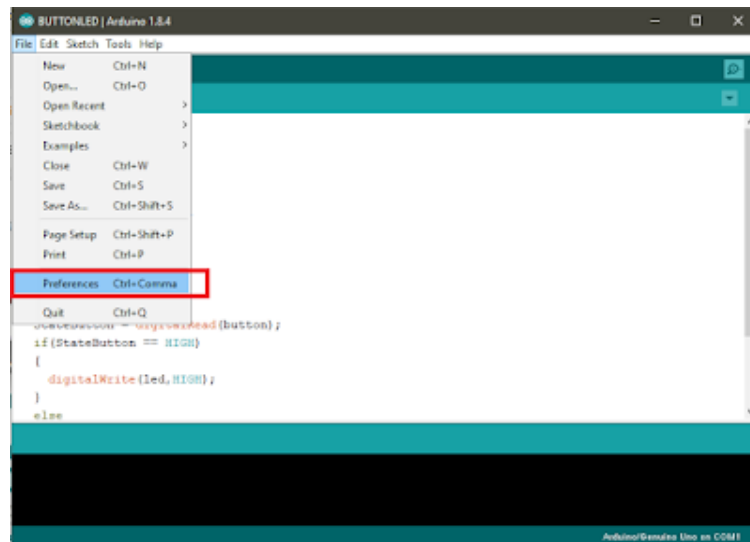 BUTTONLED | Arduino 1.8.4
File Edit Sketch Tools Help
New Ctrl+N
Open... Ctrl+O
Open Recent
Sketchbook
Examples
Close Ctrl+W
Save Ctrl+S
Save As... Ctrl+Shift+S
Page Setup Ctrl+Shift+P
Print Ctrl+P
Preferences Ctrl+Comma
Quit Ctrl+Q
StateButton = digitalRead(button);
if(StateButton == HIGH)
{
digitalWrite(led,HIGH);
}
else
Arduino/Genuino Uno on COM1